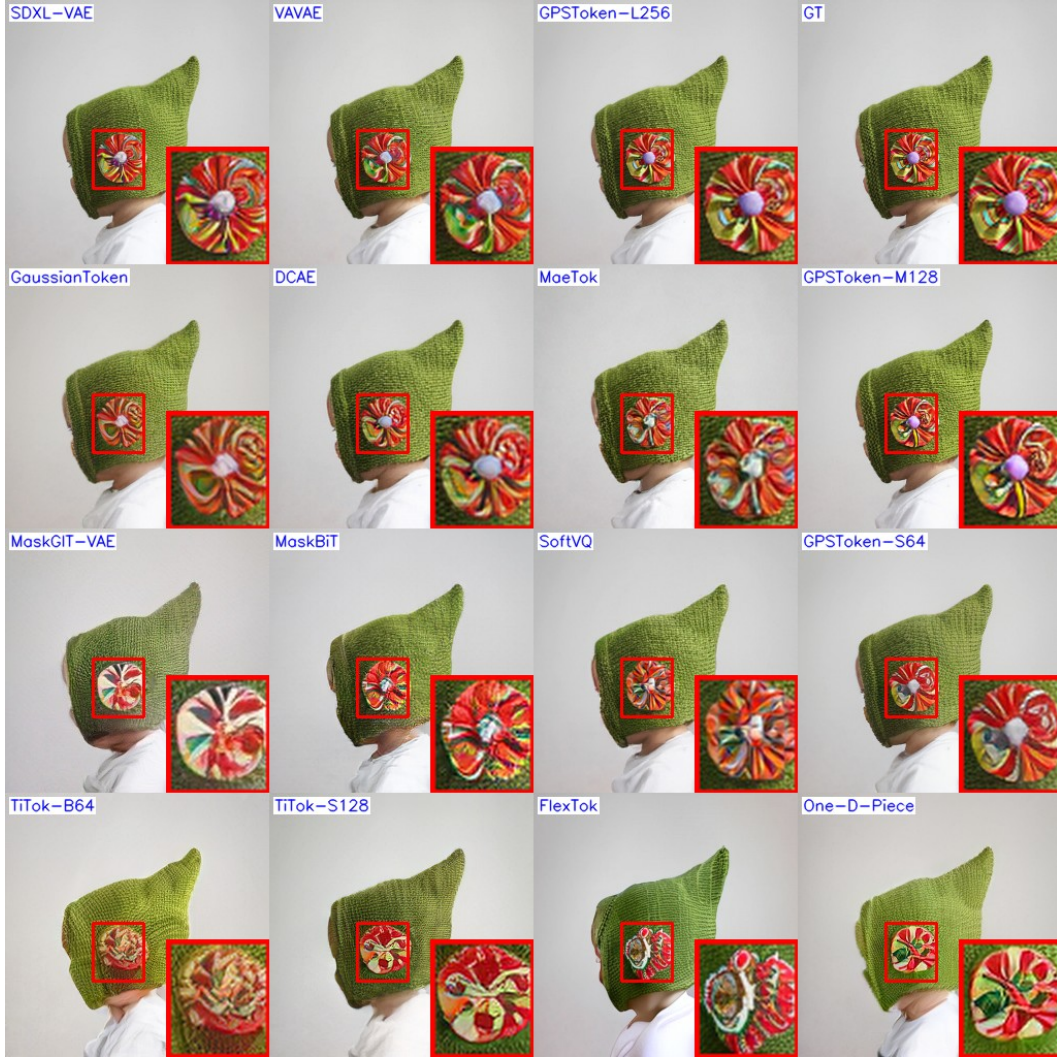 SDXL-VAE
VAVAE
GPSToken-L256
GT
GaussianToken
DCAE
MaeTok
GPSToken-M128
MaskGIT-VAE
MaskBiT
SoftVQ
GPSToken-S64
TiTok-B64
TiTok-S128
FlexTok
One-D-Piece